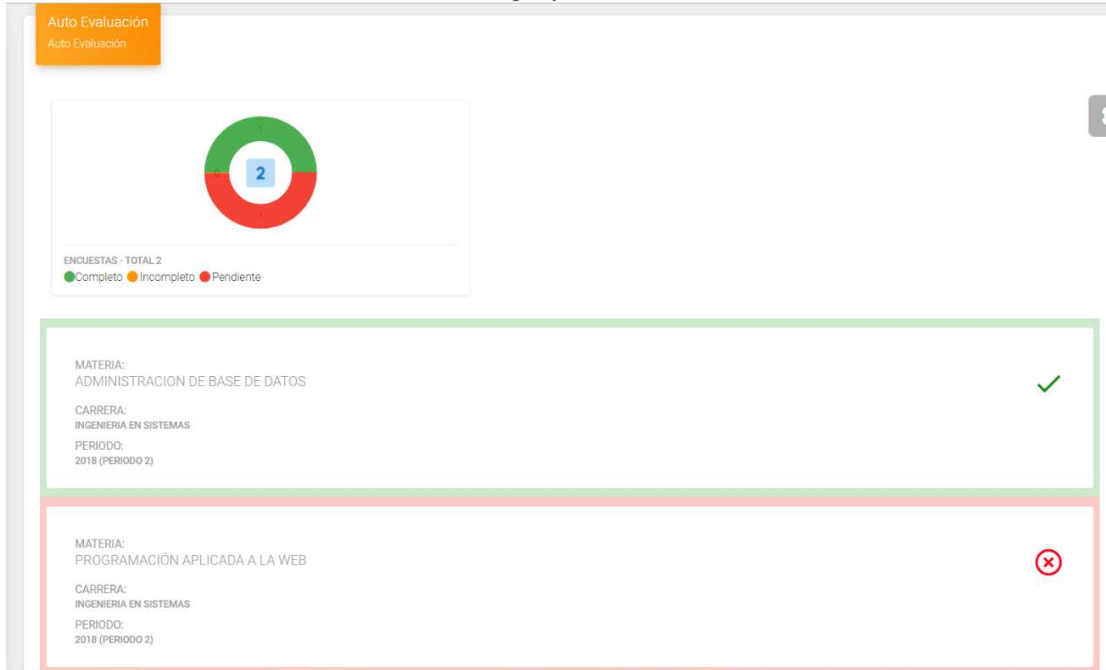 Auto Evaluación
Auto Evaluación
1
0
2
1
ENCUESTAS - TOTAL 2
Completo Incompleto Pendiente
MATERIA:
ADMINISTRACION DE BASE DE DATOS
CARRERA:
INGENIERIA EN SISTEMAS
PERIODO:
2018 (PERIODO 2)
MATERIA:
PROGRAMACIÓN APLICADA A LA WEB
CARRERA:
INGENIERIA EN SISTEMAS
PERIODO:
2018 (PERIODO 2)